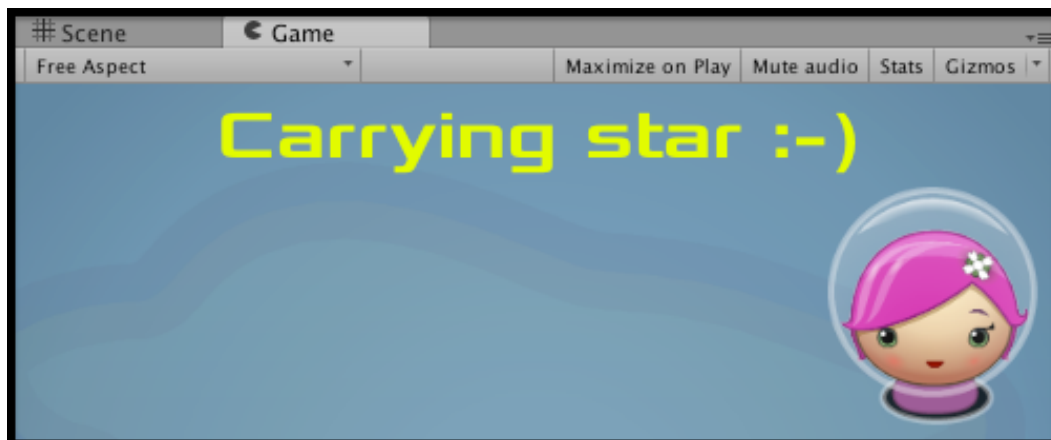 Scene Game
Free Aspect Maximize on Play Mute audio Stats Gizmos
Carrying star :-)